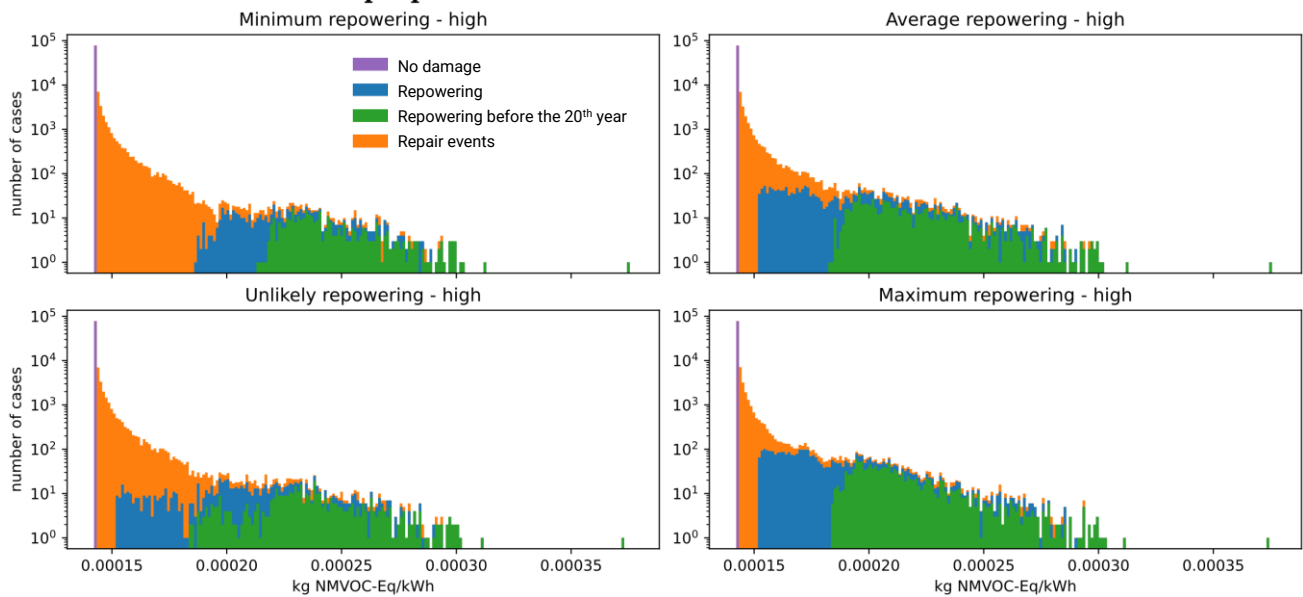 Minimum repowering - high
Average repowering - high
10⁵
10⁴
10³
10²
10¹
10⁰
number of cases
No damage
Repowering
Repowering before the 20ᵗʰ year
Repair events
10⁵
10⁴
10³
10²
10¹
10⁰
Unlikely repowering - high
Maximum repowering - high
10⁵
10⁴
10³
10²
10¹
10⁰
number of cases
0.00015 0.00020 0.00025 0.00030 0.00035
kg NMVOC-Eq/kWh
10⁵
10⁴
10³
10²
10¹
10⁰
0.00015 0.00020 0.00025 0.00030 0.00035
kg NMVOC-Eq/kWh